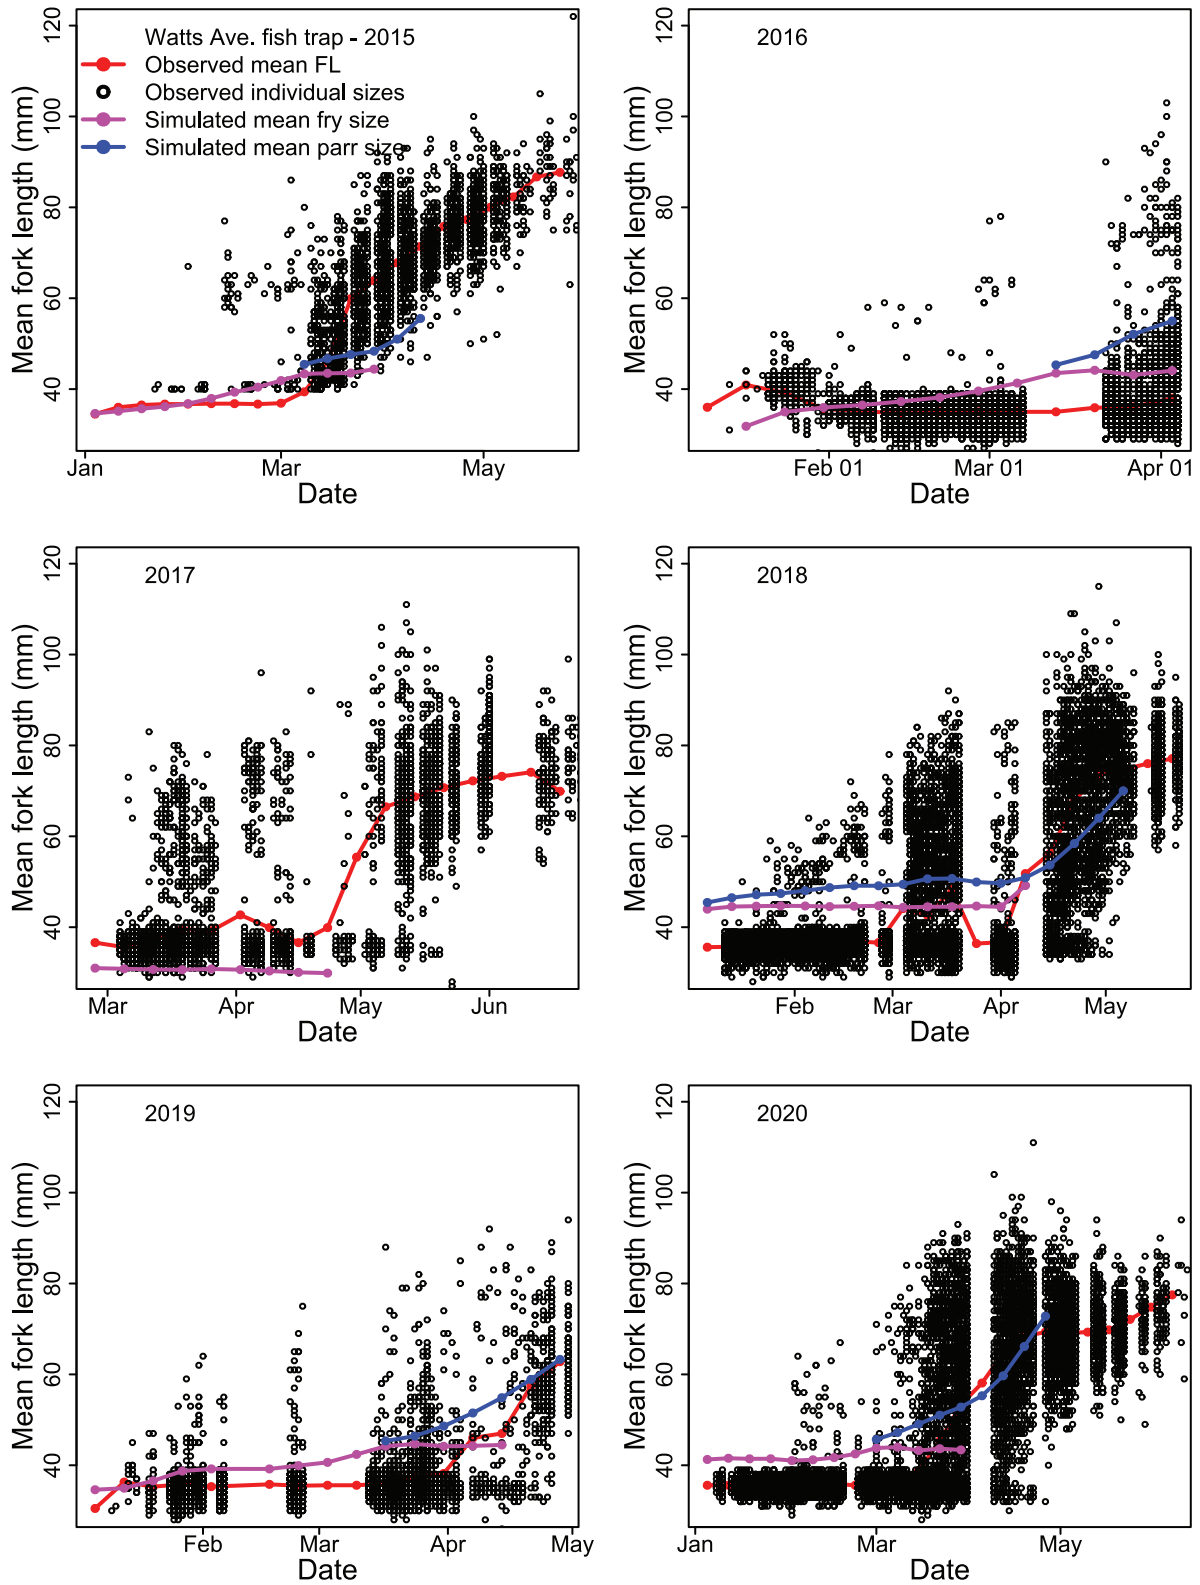 Mean fork length (mm)
120
100
80
60
40
Watts Ave. fish trap - 2015
Observed mean FL
Observed individual sizes
Simulated mean fry size
Simulated mean parr size
Jan
Mar
May
Date
Mean fork length (mm)
120
100
80
60
40
2016
Feb 01
Mar 01
Apr 01
Date
Mean fork length (mm)
120
100
80
60
40
2017
Mar
Apr
May
Jun
Date
Mean fork length (mm)
120
100
80
60
40
2018
Feb
Mar
Apr
May
Date
Mean fork length (mm)
120
100
80
60
40
2019
Feb
Mar
Apr
May
Date
Mean fork length (mm)
120
100
80
60
40
2020
Jan
Mar
May
Date